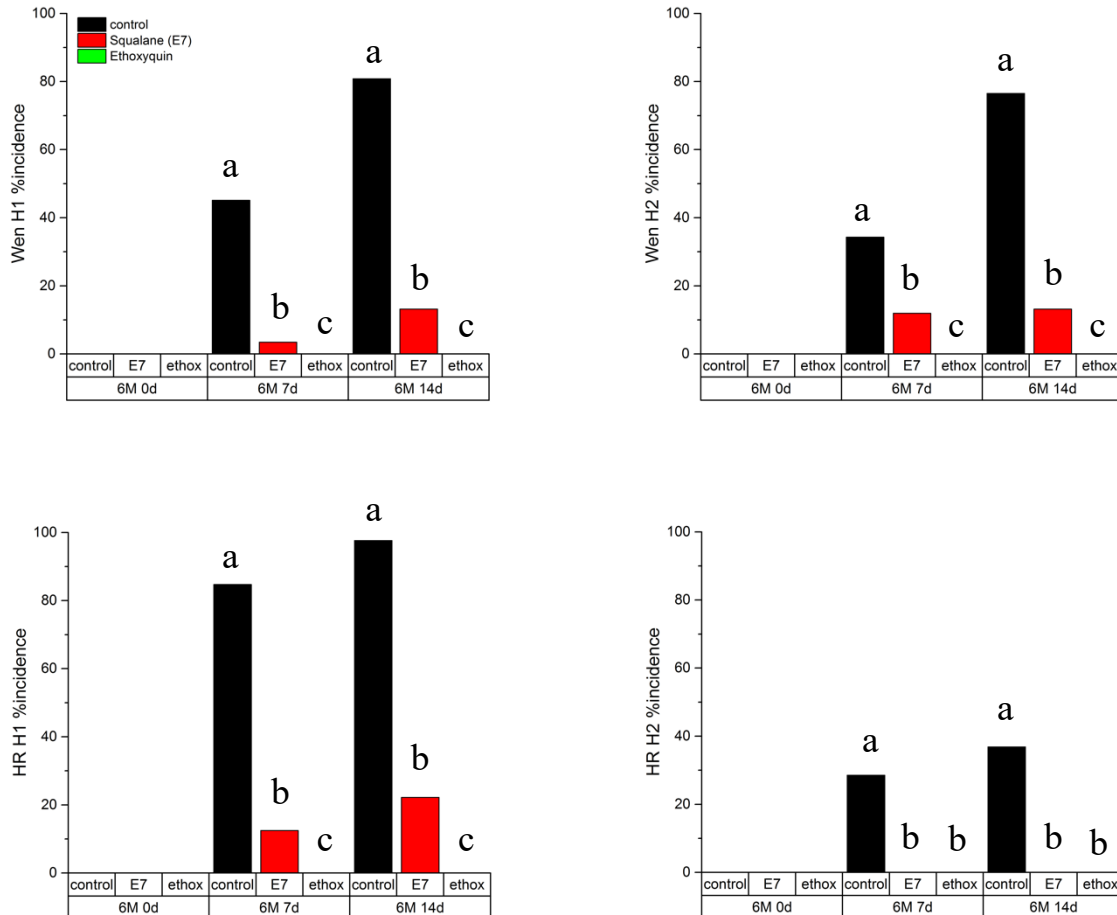 100
80
60
40
20
0
Wen H1 %incidence
control
Squalane (E7)
Ethoxyquin
a
b
c
a
b
c
control E7 ethox control E7 ethox control E7 ethox
6M 0d 6M 7d 6M 14d
100
80
60
40
20
0
Wen H2 %incidence
a
b
c
a
b
c
control E7 ethox control E7 ethox control E7 ethox
6M 0d 6M 7d 6M 14d
100
80
60
40
20
0
HR H1 %incidence
a
b
c
a
b
c
control E7 ethox control E7 ethox control E7 ethox
6M 0d 6M 7d 6M 14d
100
80
60
40
20
0
HR H2 %incidence
a
b
b
a
b
b
control E7 ethox control E7 ethox control E7 ethox
6M 0d 6M 7d 6M 14d